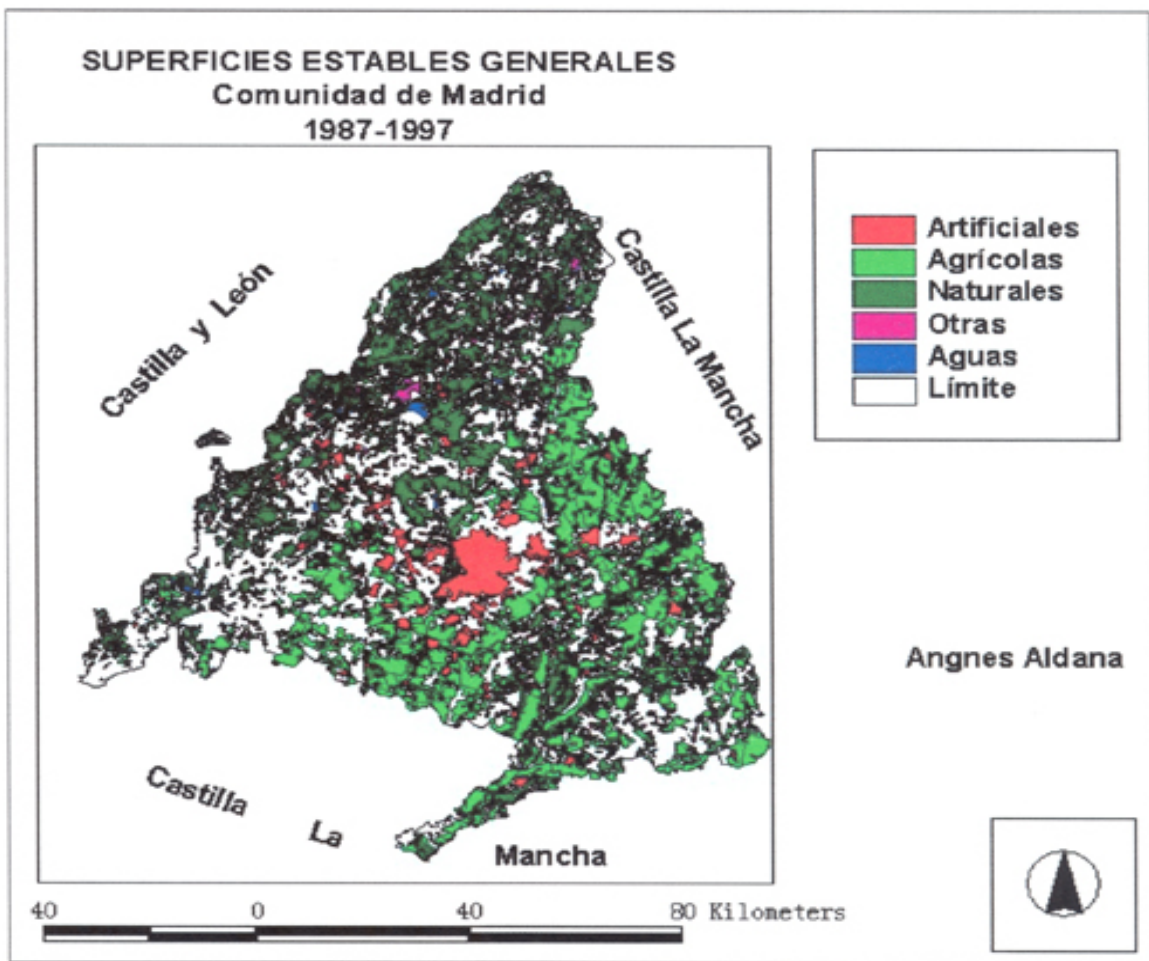 SUPERFICIES ESTABLES GENERALES
Comunidad de Madrid
1987-1997
Castilla y León
Castilla La Mancha
Artificiales
Agrícolas
Naturales
Otras
Aguas
Límite
Angnes Aldana
Castilla La Mancha
40 0 40 80 Kilometers